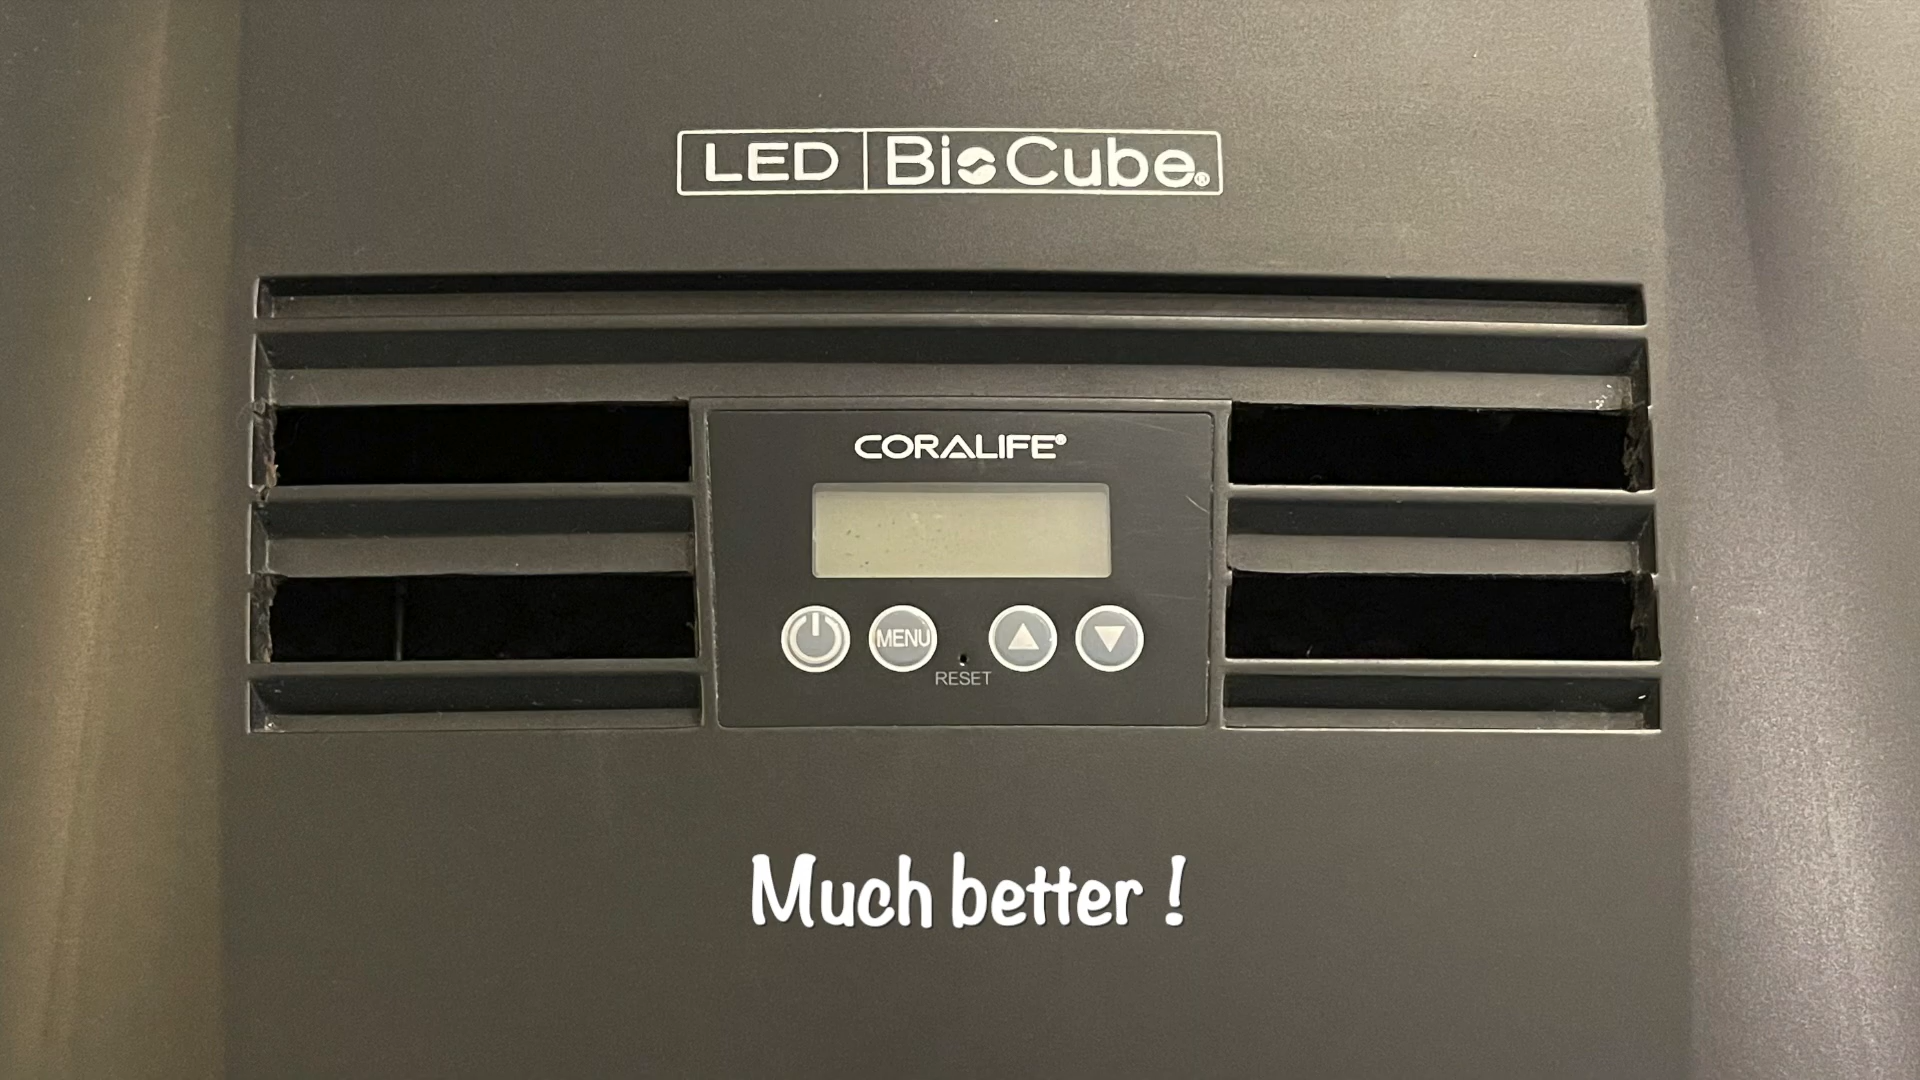 LED BioCube®
CORALIFE®
MENU
RESET
Much better !